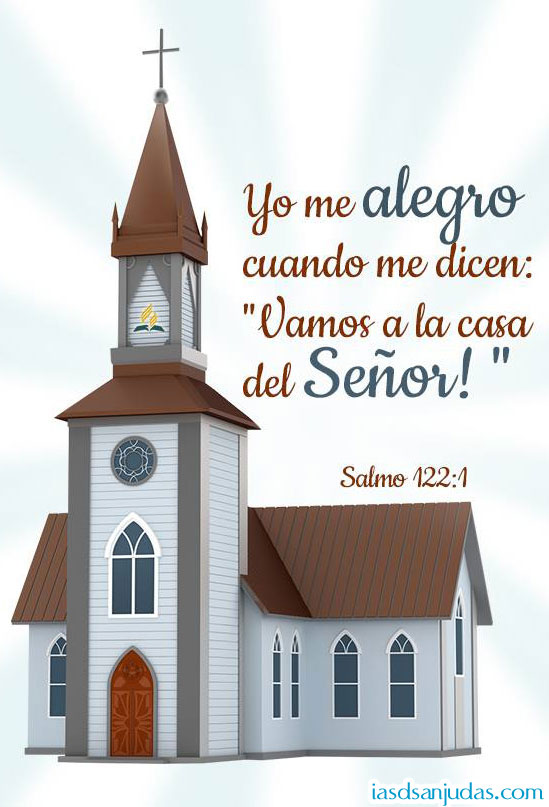 Yo me alegro
cuando me dicen:
"Vamos a la casa
del Señor! "
Salmo 122:1
iasdsanjudas.com